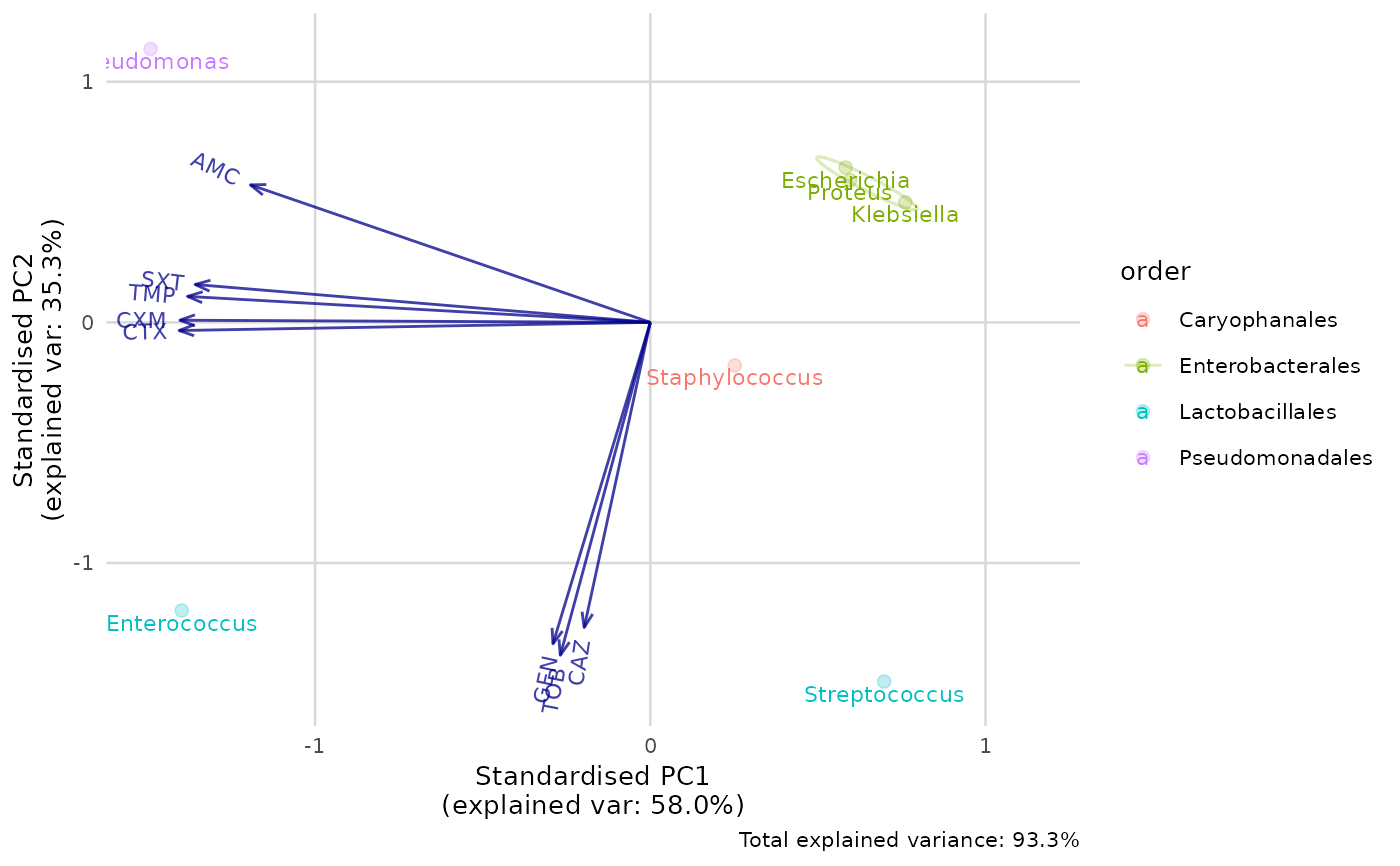 eudomonas
1
AMC
Escherichia
Proteus
Klebsiella
SXT
TMP
CXM
CTX
0
Staphylococcus
-1
Enterococcus
GEN
TOB
CAZ
Streptococcus
-1
0
1
Standardised PC2
(explained var: 35.3%)
Standardised PC1
(explained var: 58.0%)
Total explained variance: 93.3%
order
a Caryophanales
a Enterobacterales
a Lactobacillales
a Pseudomonadales